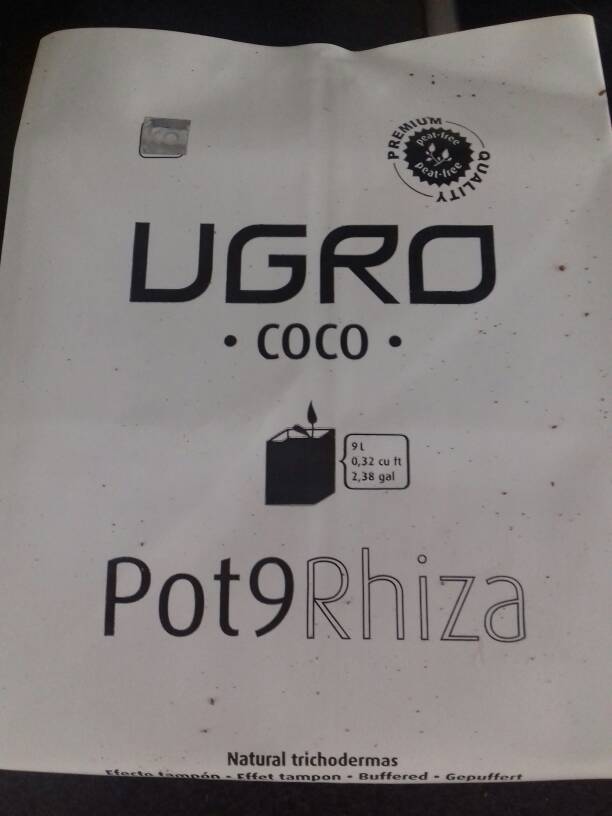 PREMIUM QUALITY
peat-free
peat-free
UGRO
• COCO •
9 L
0,32 cu ft
2,38 gal
Pot9Rhiza
Natural trichodermas
Efecto tampón - Effet tampon - Buffered - Gepuffert